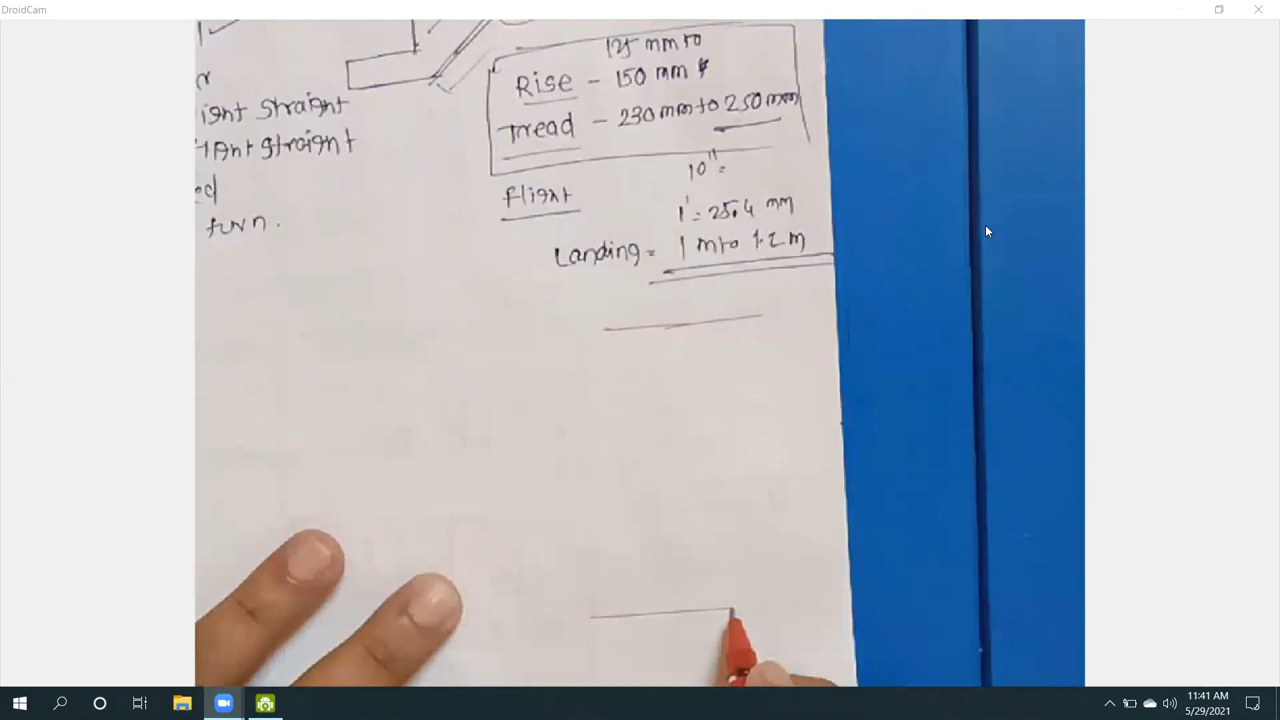 DroidCam
125 mm to
Rise - 150 mm
Tread - 230 mm to 250 mm
ight straight
straight
ed
turn.
flight
10" =
1' = 25.4 mm
Landing = 1 m to 1.2 m
11:41 AM
5/29/2021